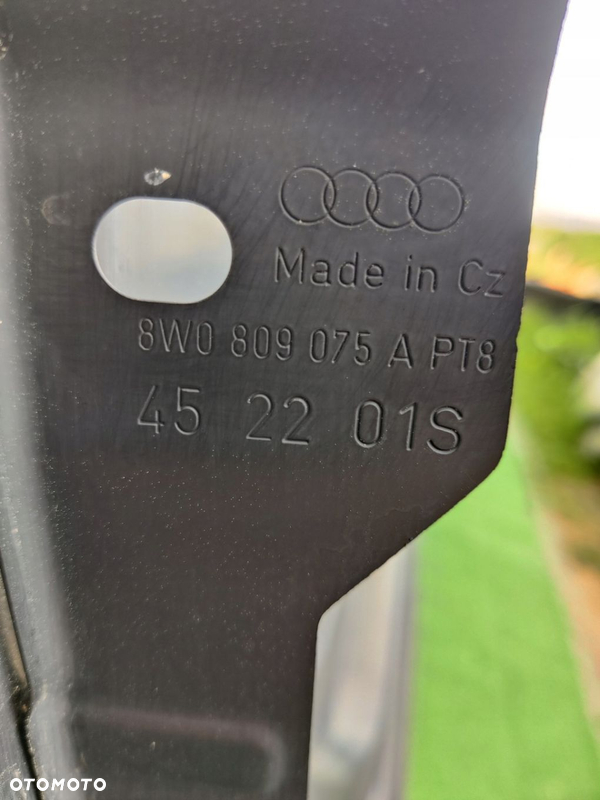 Made in Cz
8W0 809 075 A PT8
45 22 01S
OTOMOTO